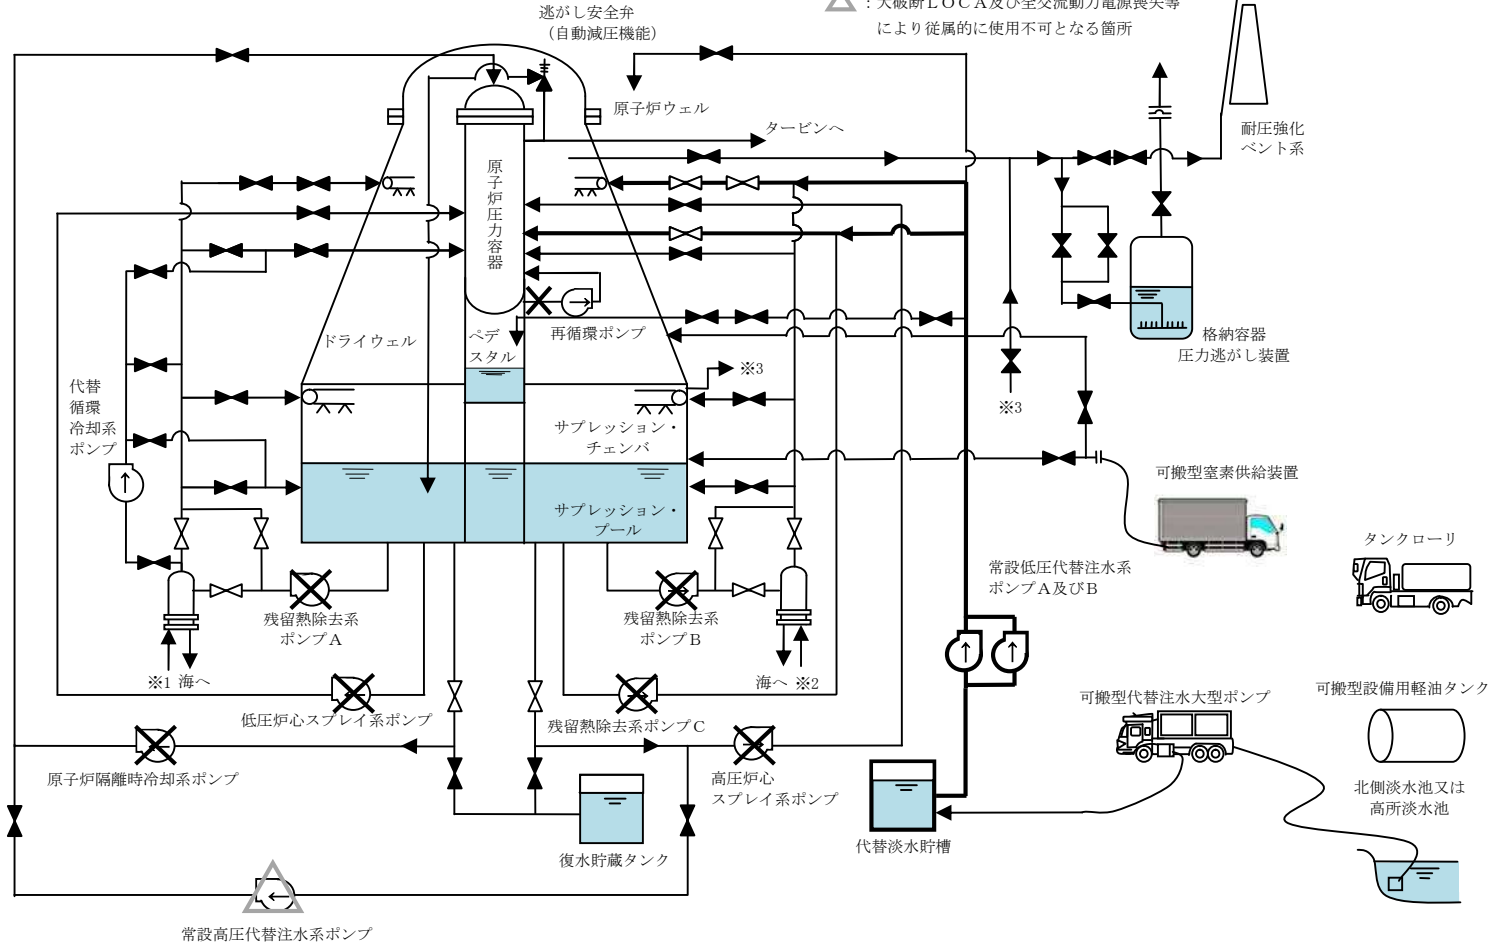 逃がし安全弁
（自動減圧機能）
：大破断ＬＯＣＡ及び全交流動力電源喪失等
により従属的に使用不可となる箇所
原子炉ウェル
タービンへ
耐圧強化
ベント系
原子炉圧力容器
ドライウェル
ペデ
スタル
再循環ポンプ
※3
※3
格納容器
圧力逃がし装置
代替
循環
冷却系
ポンプ
サプレッション・
チェンバ
サプレッション・
プール
可搬型窒素供給装置
タンクローリ
常設低圧代替注水系
ポンプＡ及びＢ
残留熱除去系
ポンプＡ
残留熱除去系
ポンプＢ
※1 海へ
海へ ※2
低圧炉心スプレイ系ポンプ
残留熱除去系ポンプＣ
可搬型代替注水大型ポンプ
可搬型設備用軽油タンク
原子炉隔離時冷却系ポンプ
高圧炉心
スプレイ系ポンプ
北側淡水池又は
高所淡水池
復水貯蔵タンク
代替淡水貯槽
常設高圧代替注水系ポンプ